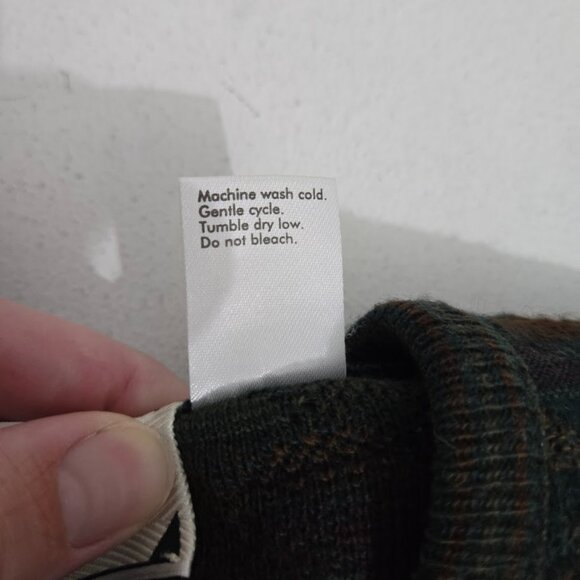 Machine wash cold.
Gentle cycle.
Tumble dry low.
Do not bleach.